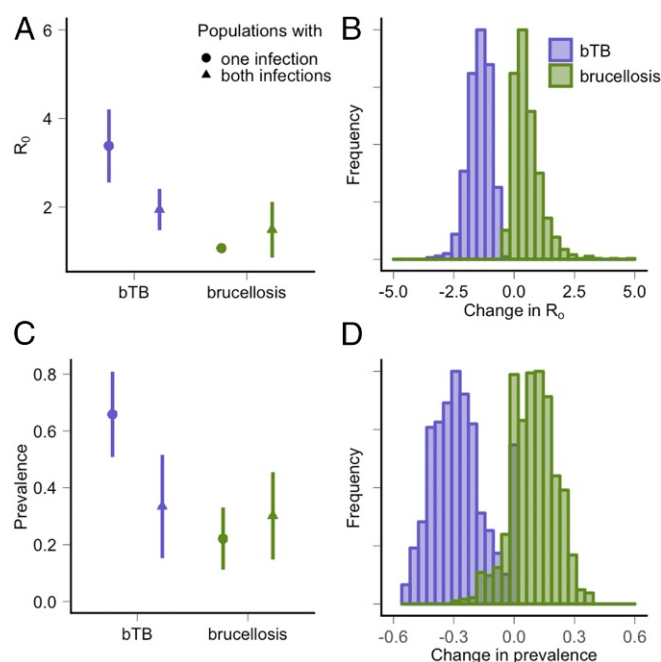 A
Populations with
one infection
both infections
6
4
2
R0
bTB
brucellosis
B
bTB
brucellosis
Frequency
-5.0
-2.5
0.0
2.5
5.0
Change in Ro
C
0.8
0.6
0.4
0.2
0.0
Prevalence
bTB
brucellosis
D
Frequency
-0.6
-0.3
0.0
0.3
0.6
Change in prevalence